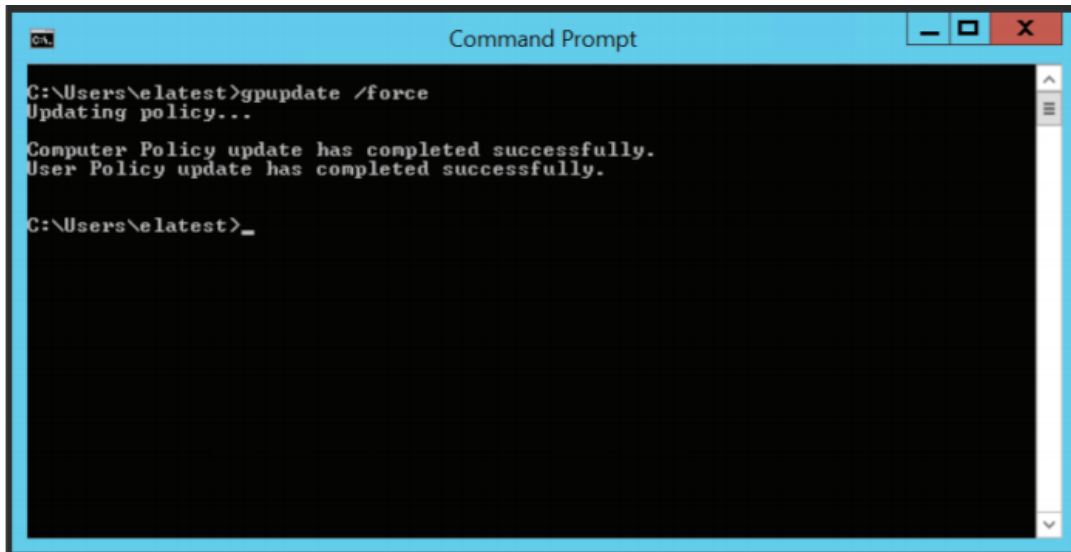 Command Prompt
C:\Users\elatest>gpupdate /force
Updating policy...
Computer Policy update has completed successfully.
User Policy update has completed successfully.
C:\Users\elatest>_